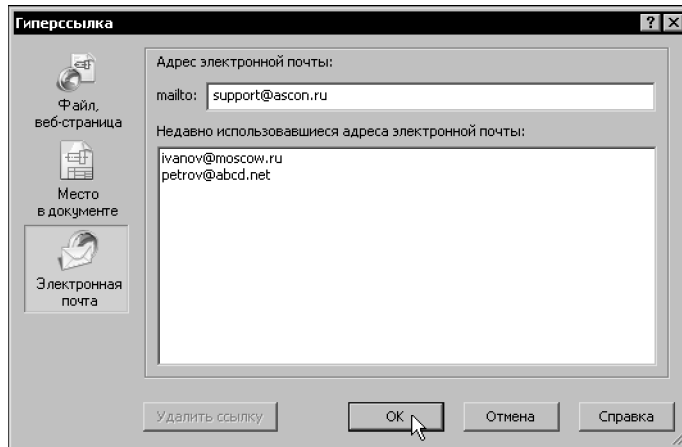 Гиперссылка
Файл,
веб-страница
Место
в документе
Электронная
почта
Адрес электронной почты:
mailto: support@ascon.ru
Недавно использовавшиеся адреса электронной почты:
ivanov@moscow.ru
petrov@abcd.net
Удалить ссылку
ОК
Отмена
Справка